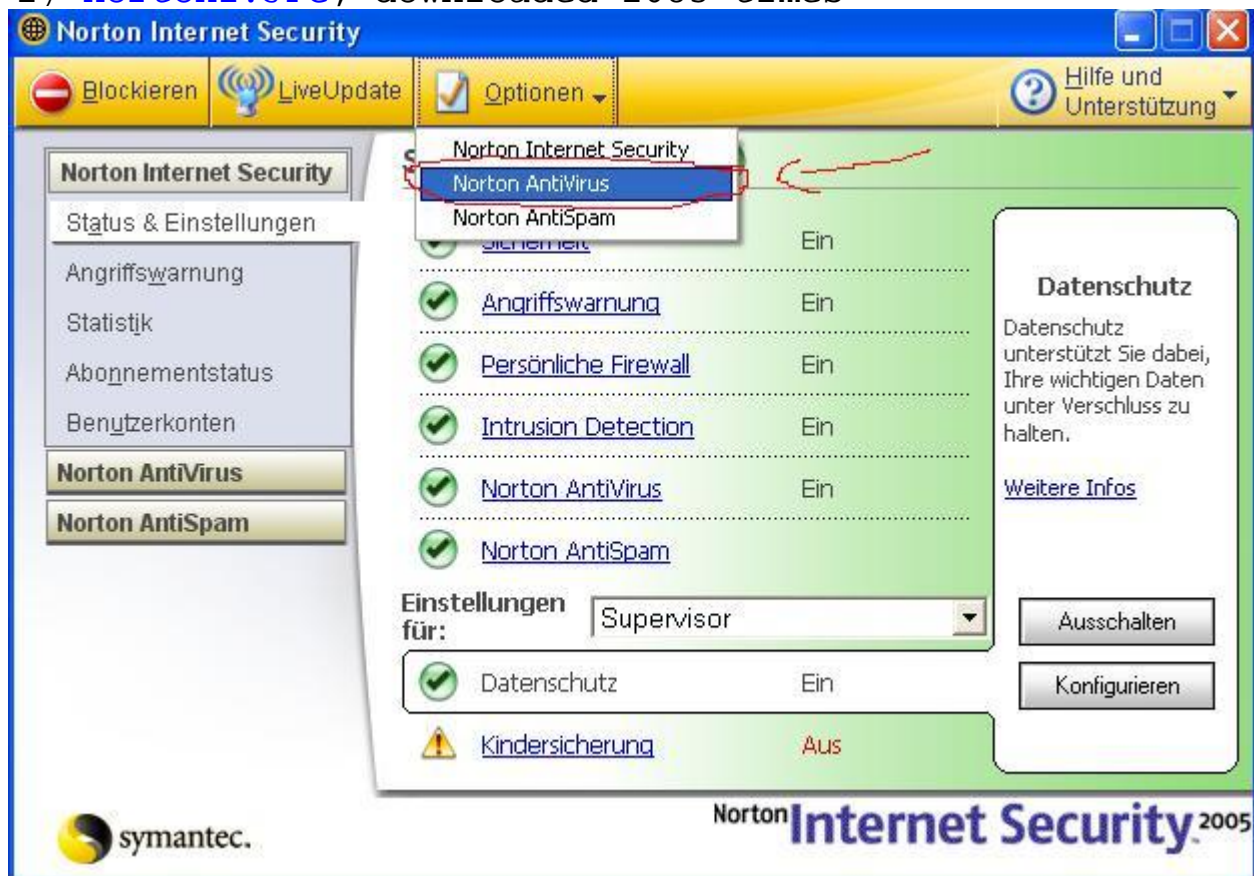 Norton Internet Security
Blockieren LiveUpdate Optionen Hilfe und
Unterstützung
Norton Internet Security
Norton AntiVirus
Norton AntiSpam
Norton Internet Security
Status & Einstellungen
Angriffswarnung
Statistik
Abonnementstatus
Benutzerkonten
Norton AntiVirus
Norton AntiSpam
Sicherheit Ein
Angriffswarnung Ein
Persönliche Firewall Ein
Intrusion Detection Ein
Norton AntiVirus Ein
Norton AntiSpam
Einstellungen
für: Supervisor
Datenschutz Ein
Kindersicherung Aus
Datenschutz
Datenschutz
unterstützt Sie dabei,
Ihre wichtigen Daten
unter Verschluss zu
halten.
Weitere Infos
Ausschalten
Konfigurieren
symantec.
Norton Internet Security 2005